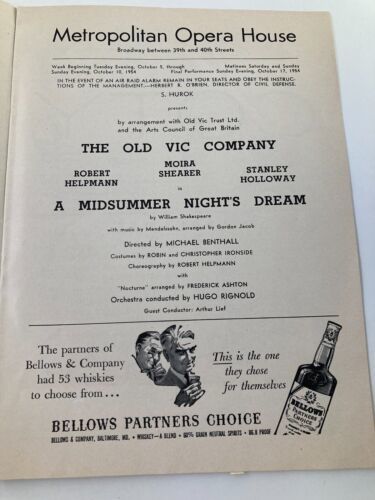 Metropolitan Opera House
Broadway between 39th and 40th Streets
Week Beginning Tuesday Evening, October 5, through Matinees Saturday and Sunday
Sunday Evening, October 10, 1954 Final Performance Sunday Evening, October 17, 1954
IN THE EVENT OF AN AIR RAID ALARM REMAIN IN YOUR SEATS AND OBEY THE INSTRUC-
TIONS OF THE MANAGEMENT.—HERBERT R. O'BRIEN, DIRECTOR OF CIVIL DEFENSE.
S. HUROK
presents
by arrangement with Old Vic Trust Ltd.
and the Arts Council of Great Britain
THE OLD VIC COMPANY
ROBERT HELPMANN
MOIRA SHEARER
STANLEY HOLLOWAY
in
A MIDSUMMER NIGHT'S DREAM
by William Shakespeare
with music by Mendelssohn, arranged by Gordon Jacob
Directed by MICHAEL BENTHALL
Costumes by ROBIN and CHRISTOPHER IRONSIDE
Choreography by ROBERT HELPMANN
with
"Nocturne" arranged by FREDERICK ASHTON
Orchestra conducted by HUGO RIGNOLD
Guest Conductor: Arthur Lief
The partners of
Bellows & Company
had 53 whiskies
to choose from...
This is the one
they chose
for themselves
BELLOWS PARTNERS CHOICE
BELLOWS & COMPANY, BALTIMORE, MD. • WHISKEY—A BLEND • 60% GRAIN NEUTRAL SPIRITS • 86.8 PROOF
BELLOWS
PARTNERS
CHOICE